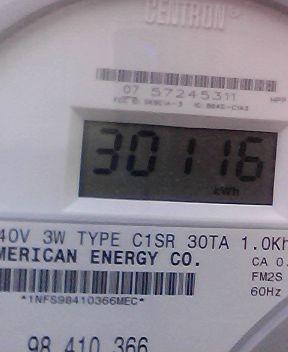 CENTRON®
07 57245311
30116
kWh
40V 3W TYPE C1SR 30TA 1.0Kh
MERICAN ENERGY CO.
CA 0.
FM2S
60Hz
*1NFS98410366MEC*
98 410 366